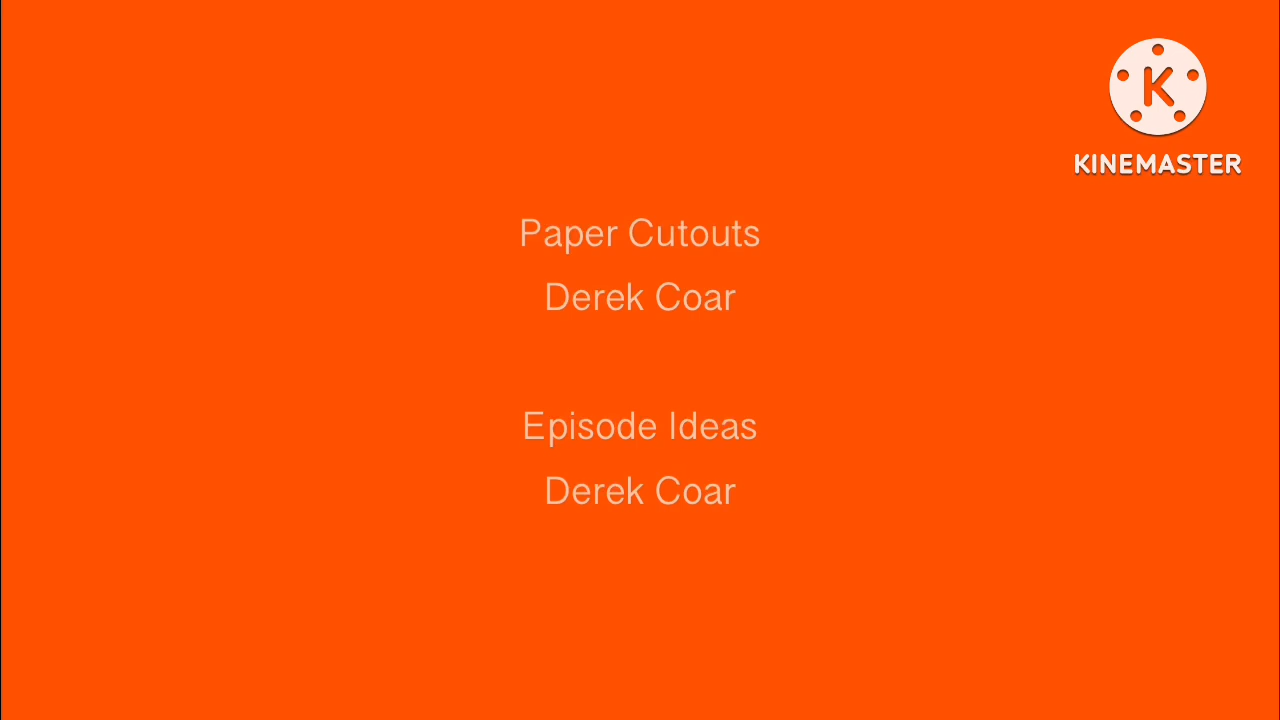 K
KINEMASTER
Paper Cutouts
Derek Coar
Episode Ideas
Derek Coar